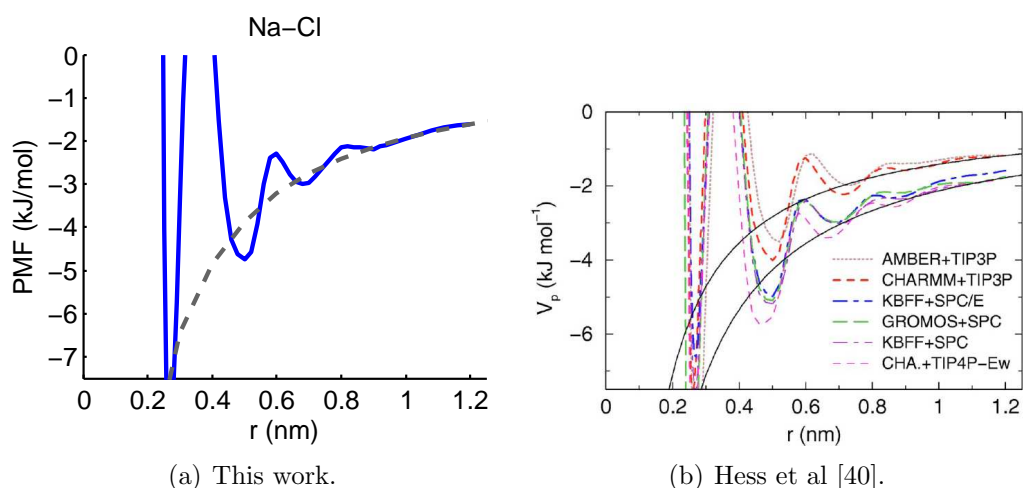 Na–Cl
PMF (kJ/mol)
0
−1
−2
−3
−4
−5
−6
−7
0 0.2 0.4 0.6 0.8 1 1.2
r (nm)
(a) This work.
V_p (kJ mol⁻¹)
0
−2
−4
−6
AMBER+TIP3P
CHARMM+TIP3P
KBFF+SPC/E
GROMOS+SPC
KBFF+SPC
CHA.+TIP4P−Ew
0 0.2 0.4 0.6 0.8 1 1.2
r (nm)
(b) Hess et al [40].